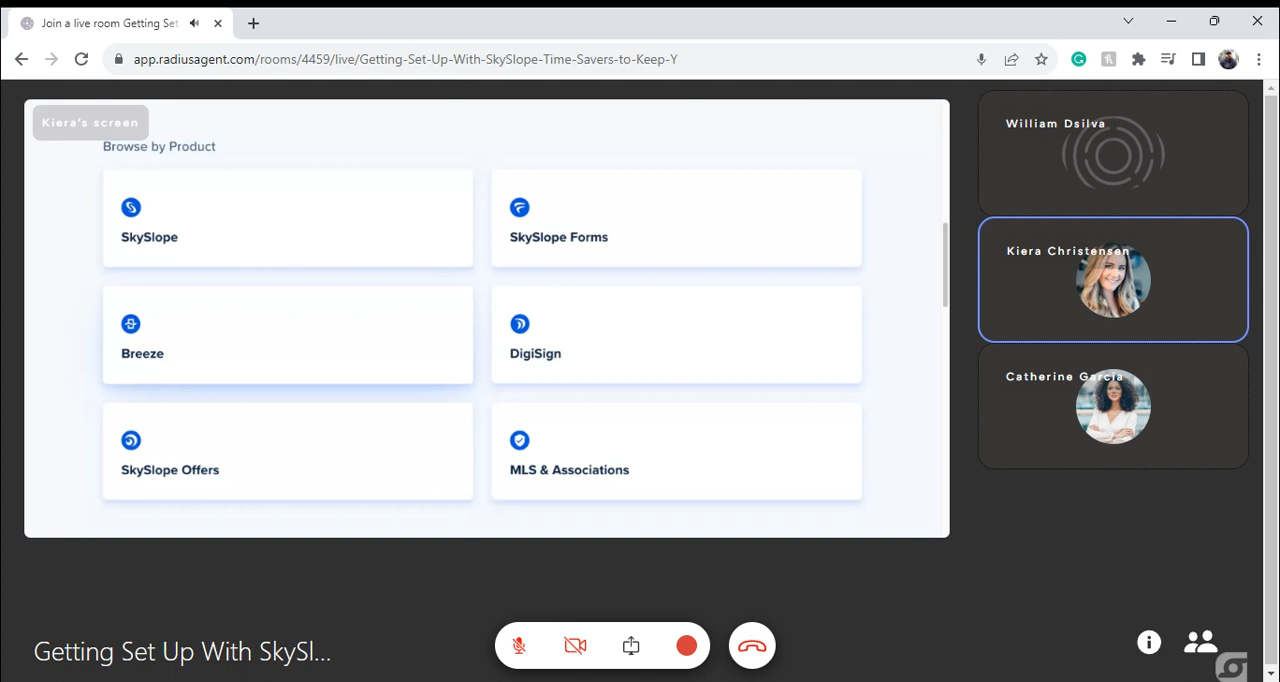 Join a live room Getting Set
app.radiusagent.com/rooms/4459/live/Getting-Set-Up-With-SkySlope-Time-Savers-to-Keep-Y
Kiera's screen
Browse by Product
SkySlope
SkySlope Forms
Breeze
DigiSign
SkySlope Offers
MLS & Associations
William Dsilva
Kiera Christensen
Catherine Garcia
Getting Set Up With SkySl...